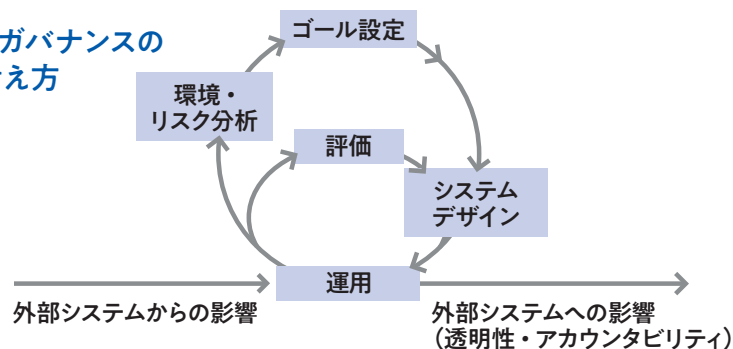 ガバナンスの
え方
ゴール設定
環境・
リスク分析
評価
システム
デザイン
運用
外部システムからの影響
外部システムへの影響
（透明性・アカウンタビリティ）